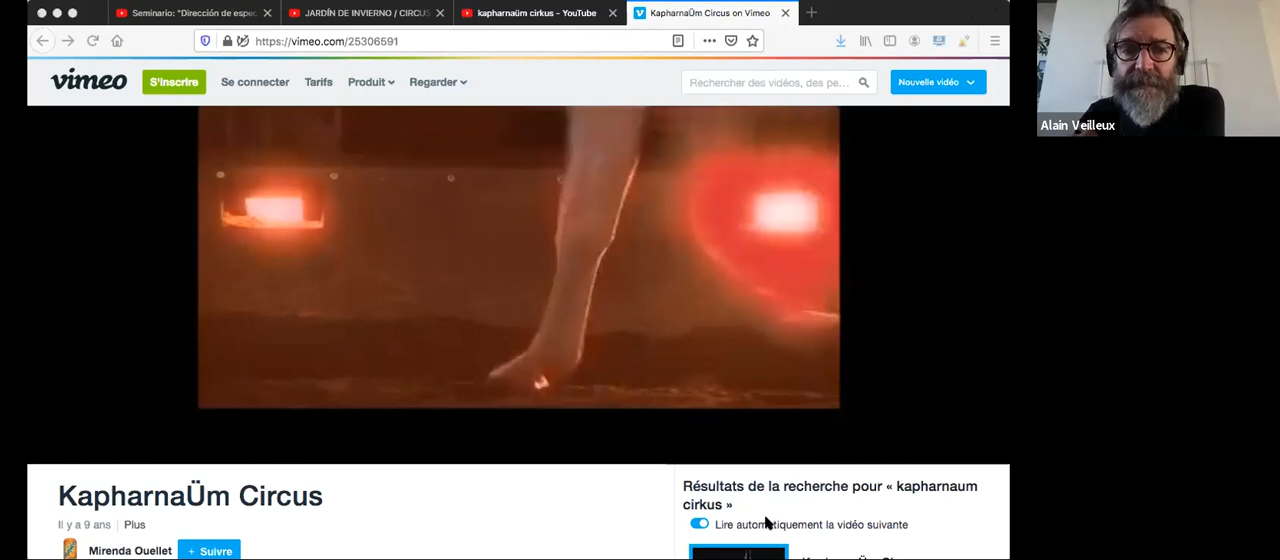 Seminario: "Dirección de espec
JARDÍN DE INVIERNO / CIRCUS
kapharnaüm cirkus - YouTube
KapharnaÜm Circus on Vimeo
https://vimeo.com/25306591
vimeo
S'inscrire
Se connecter
Tarifs
Produit
Regarder
Rechercher des vidéos, des pe...
Nouvelle vidéo
Alain Veilleux
KapharnaÜm Circus
Il y a 9 ans
Plus
Mirenda Ouellet
+ Suivre
Résultats de la recherche pour « kapharnaum
cirkus »
Lire automatiquement la vidéo suivante